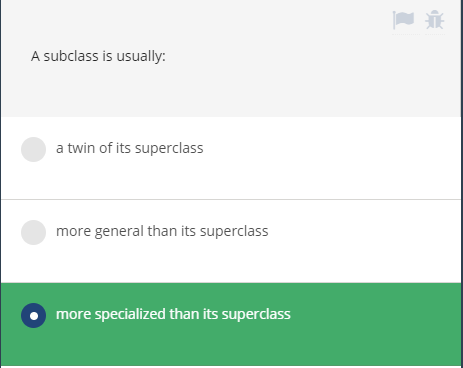 A subclass is usually:
a twin of its superclass
more general than its superclass
more specialized than its superclass